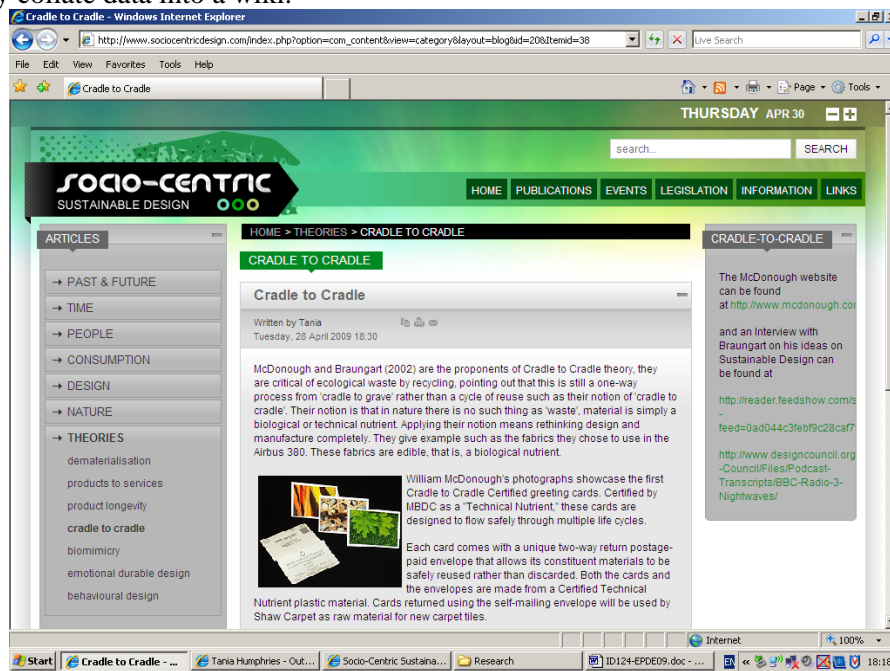 y collate data into a wiki.
Cradle to Cradle - Windows Internet Explorer
http://www.sociocentricdesign.com/index.php?option=com_content&view=category&layout=blog&id=20&Itemid=38
Live Search
File Edit View Favorites Tools Help
Cradle to Cradle
Page Tools
THURSDAY APR 30
search...
SEARCH
SOCIO-CENTRIC
SUSTAINABLE DESIGN
HOME PUBLICATIONS EVENTS LEGISLATION INFORMATION LINKS
ARTICLES
→ PAST & FUTURE
→ TIME
→ PEOPLE
→ CONSUMPTION
→ DESIGN
→ NATURE
→ THEORIES
dematerialisation
products to services
product longevity
cradle to cradle
biomimicry
emotional durable design
behavioural design
HOME > THEORIES > CRADLE TO CRADLE
CRADLE TO CRADLE
Cradle to Cradle
Written by Tania
Tuesday, 28 April 2009 18:30
McDonough and Braungart (2002) are the proponents of Cradle to Cradle theory, they
are critical of ecological waste by recycling, pointing out that this is still a one-way
process from 'cradle to grave' rather than a cycle of reuse such as their notion of 'cradle to
cradle'. Their notion is that in nature there is no such thing as 'waste', material is simply a
biological or technical nutrient. Applying their notion means rethinking design and
manufacture completely. They give example such as the fabrics they chose to use in the
Airbus 380. These fabrics are edible, that is, a biological nutrient.
William McDonough's photographs showcase the first
Cradle to Cradle Certified greeting cards. Certified by
MBDC as a "Technical Nutrient," these cards are
designed to flow safely through multiple life cycles.
Each card comes with a unique two-way return postage-
paid envelope that allows its constituent materials to be
safely reused rather than discarded. Both the cards and
the envelopes are made from a Certified Technical
Nutrient plastic material. Cards returned using the self-mailing envelope will be used by
Shaw Carpet as raw material for new carpet tiles.
CRADLE-TO-CRADLE
The McDonough website
can be found
at http://www.mcdonough.cor
and an Interview with
Braungart on his ideas on
Sustainable Design can
be found at
http://reader.feedshow.com/s
-
feed=0ad044c3febf9c28caf7
http://www.designcouncil.org
-Council/Files/Podcast-
Transcripts/BBC-Radio-3-
Nightwaves/
Internet
100%
Start
Cradle to Cradle - ...
Tania Humphries - Out...
Socio-Centric Sustaina...
Research
ID124-EPDE09.doc - ...
EN
18:18